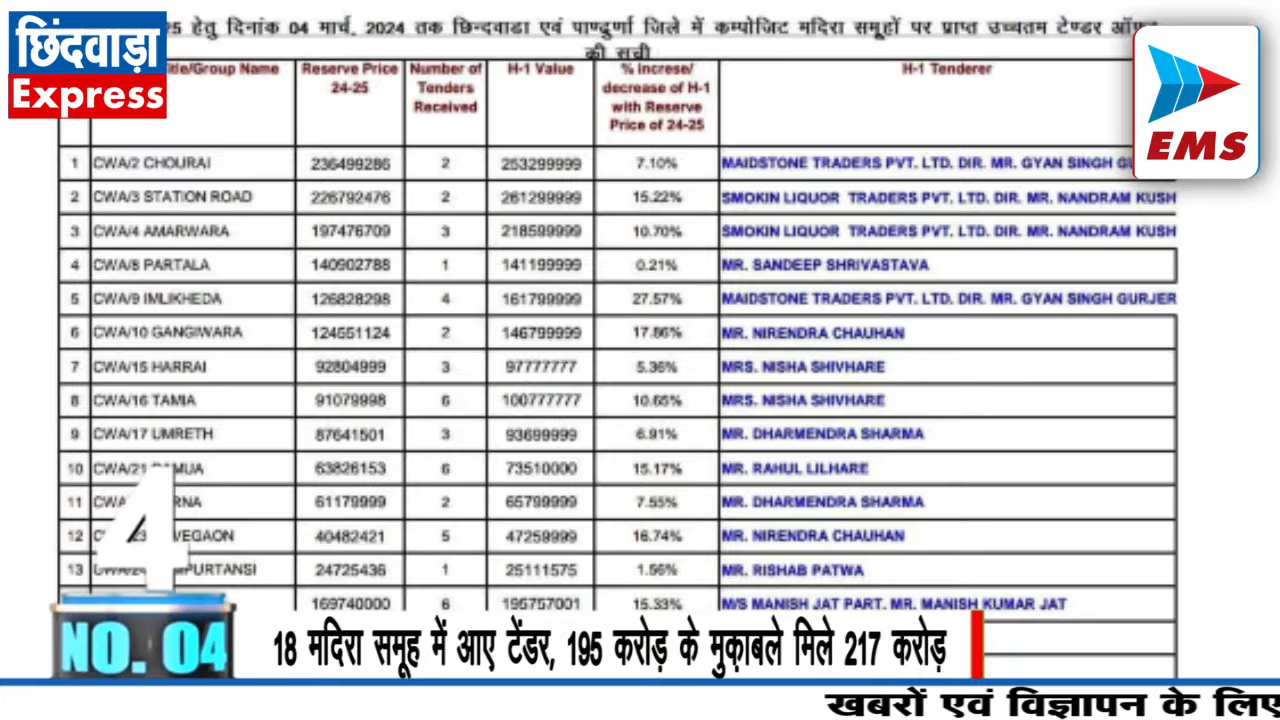 25 हेतु दिनांक 04 मार्च, 2024 तक छिन्दवाडा एवं पाण्ढुर्णा जिले में कम्पोजिट मदिरा समूहों पर प्राप्त उच्चतम टेण्डर
की सूची
छिंदवाड़ा
Express
EMS
Group Name Reserve Price 24-25 Number of Tenders Received H-1 Value % Increse/ decrease of H-1 with Reserve Price of 24-25 H-1 Tenderer
1 CWA/2 CHOURAI 236499286 2 253299999 7.10% MAIDSTONE TRADERS PVT. LTD. DIR. MR. GYAN SINGH
2 CWA/3 STATION ROAD 226792476 2 261299999 15.22% SMOKIN LIQUOR TRADERS PVT. LTD. DIR. MR. NANDRAM KUSH
3 CWA/4 AMARWARA 197476709 3 218599999 10.70% SMOKIN LIQUOR TRADERS PVT. LTD. DIR. MR. NANDRAM KUSH
4 CWA/8 PARTALA 140902788 1 141199999 0.21% MR. SANDEEP SHRIVASTAVA
5 CWA/9 IMLIKHEDA 126828298 4 161799999 27.57% MAIDSTONE TRADERS PVT. LTD. DIR. MR. GYAN SINGH GURJER
6 CWA/10 GANGIWARA 124551124 2 146799999 17.86% MR. NIRENDRA CHAUHAN
7 CWA/15 HARRAI 92804999 3 97777777 5.36% MRS. NISHA SHIVHARE
8 CWA/16 TAMIA 91079998 6 100777777 10.65% MRS. NISHA SHIVHARE
9 CWA/17 UMRETH 87641501 3 93699999 6.91% MR. DHARMENDRA SHARMA
10 63826153 6 73510000 15.17% MR. RAHUL LILHARE
11 61179999 2 65799999 7.55% MR. DHARMENDRA SHARMA
12 40482421 5 47259999 16.74% MR. NIRENDRA CHAUHAN
13 24725436 1 25111575 1.56% MR. RISHAB PATWA
169740000 6 195757001 15.33% M/S MANISH JAT PART. MR. MANISH KUMAR JAT
4
NO. 04
18 मदिरा समूह में आए टेंडर, 195 करोड़ के मुक़ाबले मिले 217 करोड़
खबरों एवं विज्ञापन के लिए